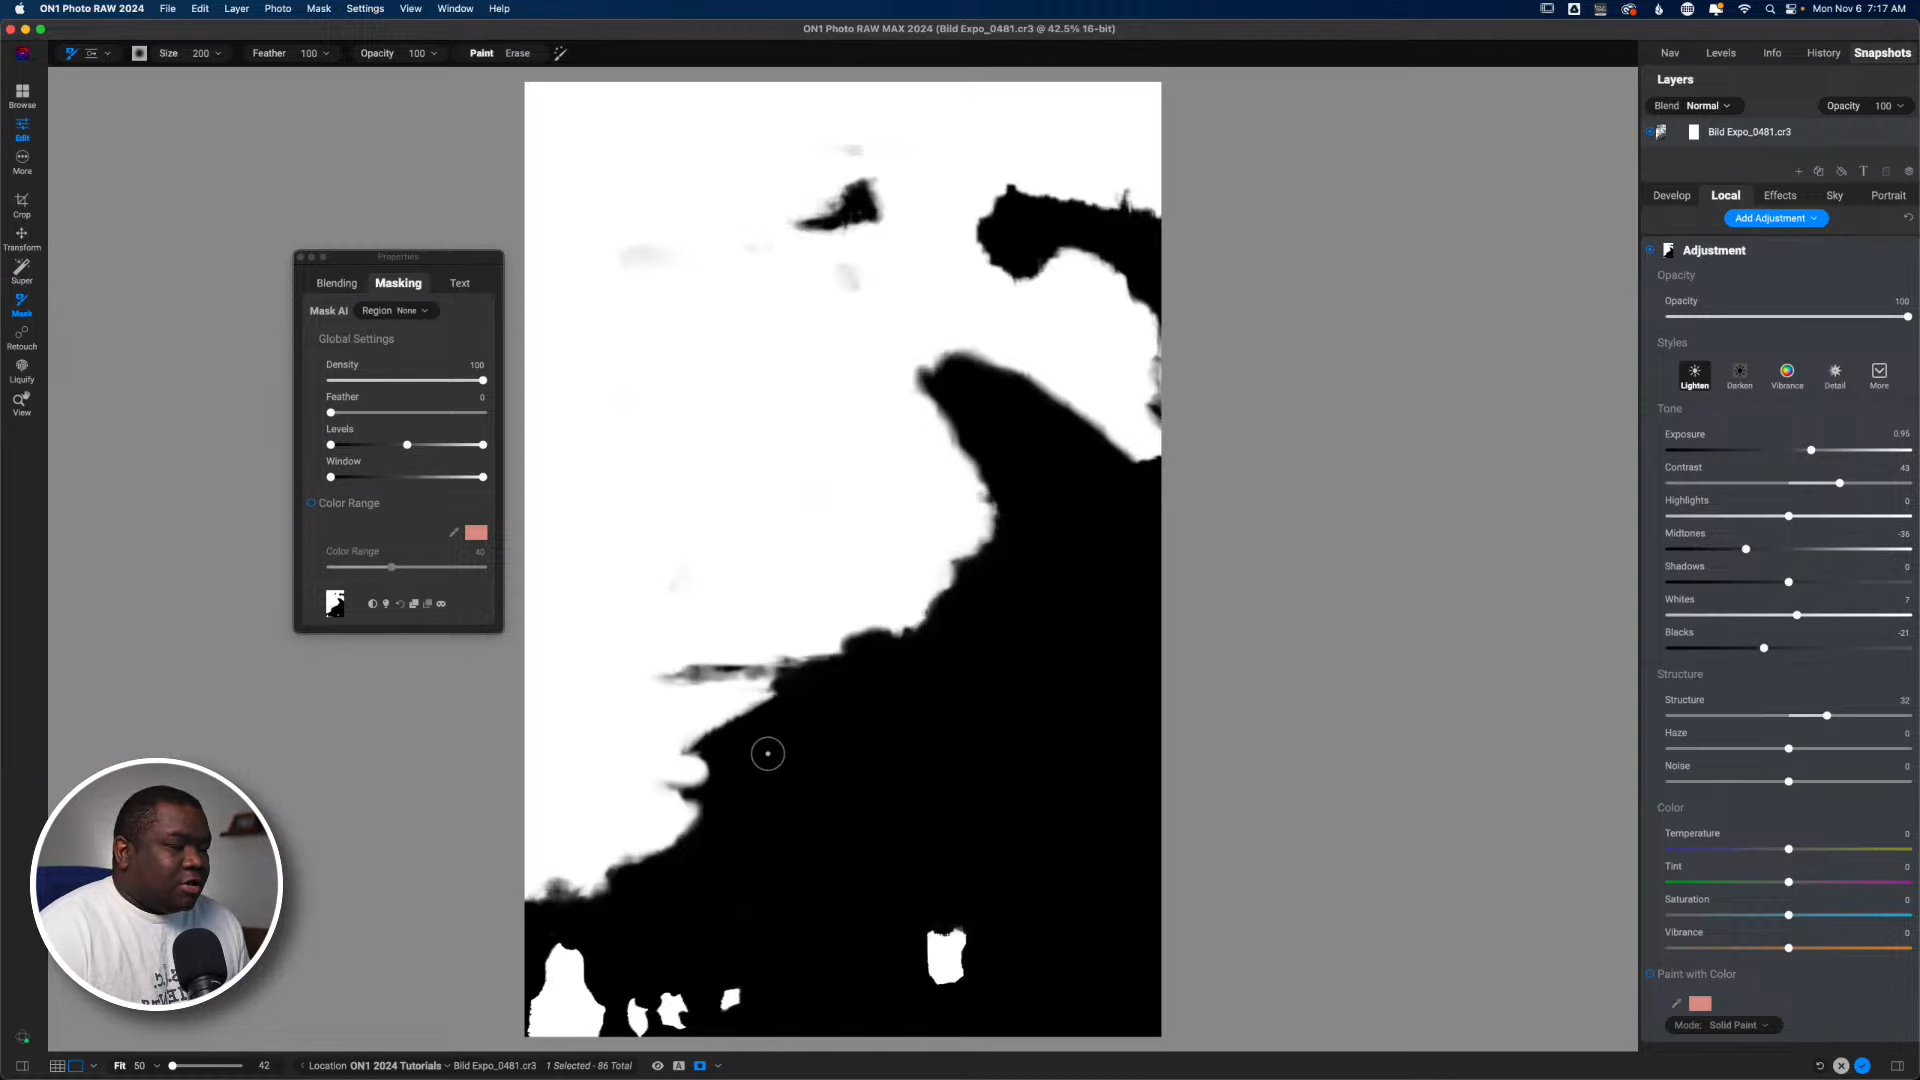 ON1 Photo RAW 2024 File Edit Layer Photo Mask Settings View Window Help
Mon Nov 6 7:17 AM
ON1 Photo RAW MAX 2024 (Bild Expo_0481.cr3 @ 42.5% 16-bit)
Size 200 Feather 100 Opacity 100 Paint Erase
Nav Levels Info History Snapshots
Browse
Edit
More
Crop
Transform
Super
Mask
Retouch
Liquify
View
Properties
Blending Masking Text
Mask AI Region None
Global Settings
Density 100
Feather 0
Levels
Window
Color Range
Color Range 40
Layers
Blend Normal Opacity 100
Bild Expo_0481.cr3
Develop Local Effects Sky Portrait
Add Adjustment
Adjustment
Opacity
Opacity 100
Styles
Lighten Darken Vibrance Detail More
Tone
Exposure 0.95
Contrast 43
Highlights 0
Midtones -36
Shadows 0
Whites 7
Blacks -21
Structure
Structure 32
Haze 0
Noise 0
Color
Temperature 0
Tint 0
Saturation 0
Vibrance 0
Paint with Color
Mode: Solid Paint
Fit 50 42 Location ON1 2024 Tutorials Bild Expo_0481.cr3 1 Selected - 86 Total